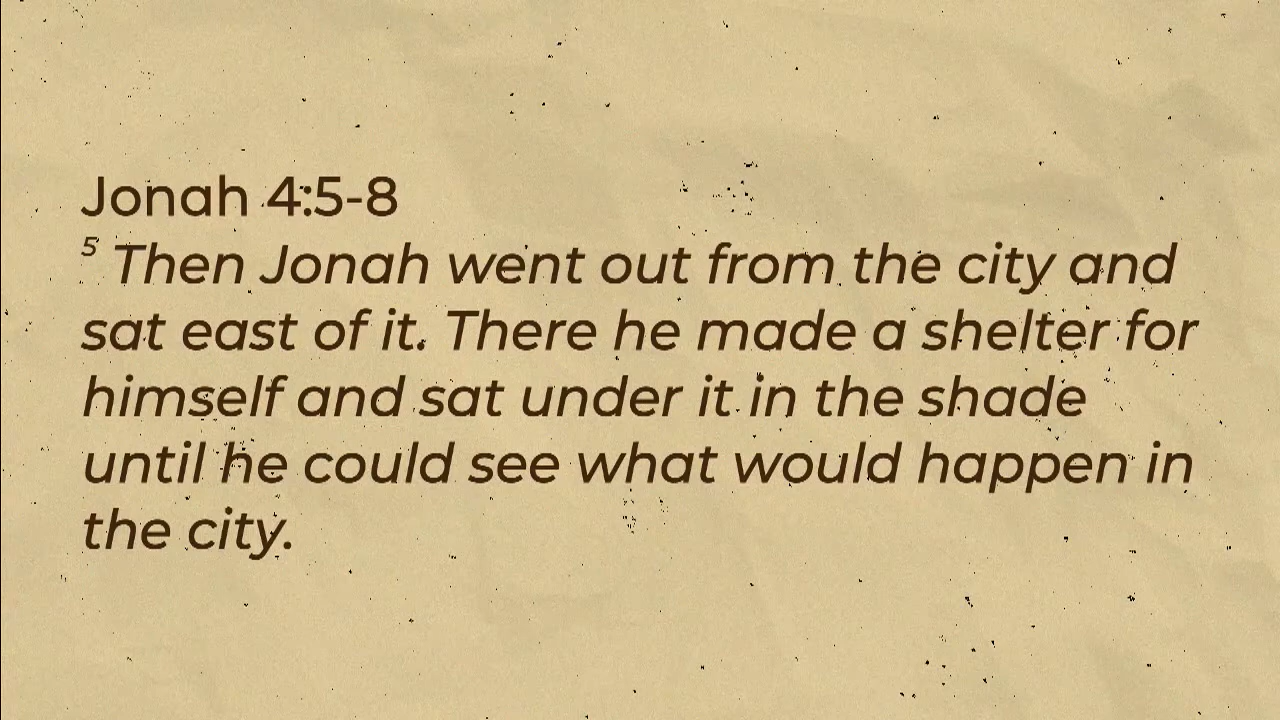 Jonah 4:5-8
⁵ Then Jonah went out from the city and
sat east of it. There he made a shelter for
himself and sat under it in the shade
until he could see what would happen in
the city.